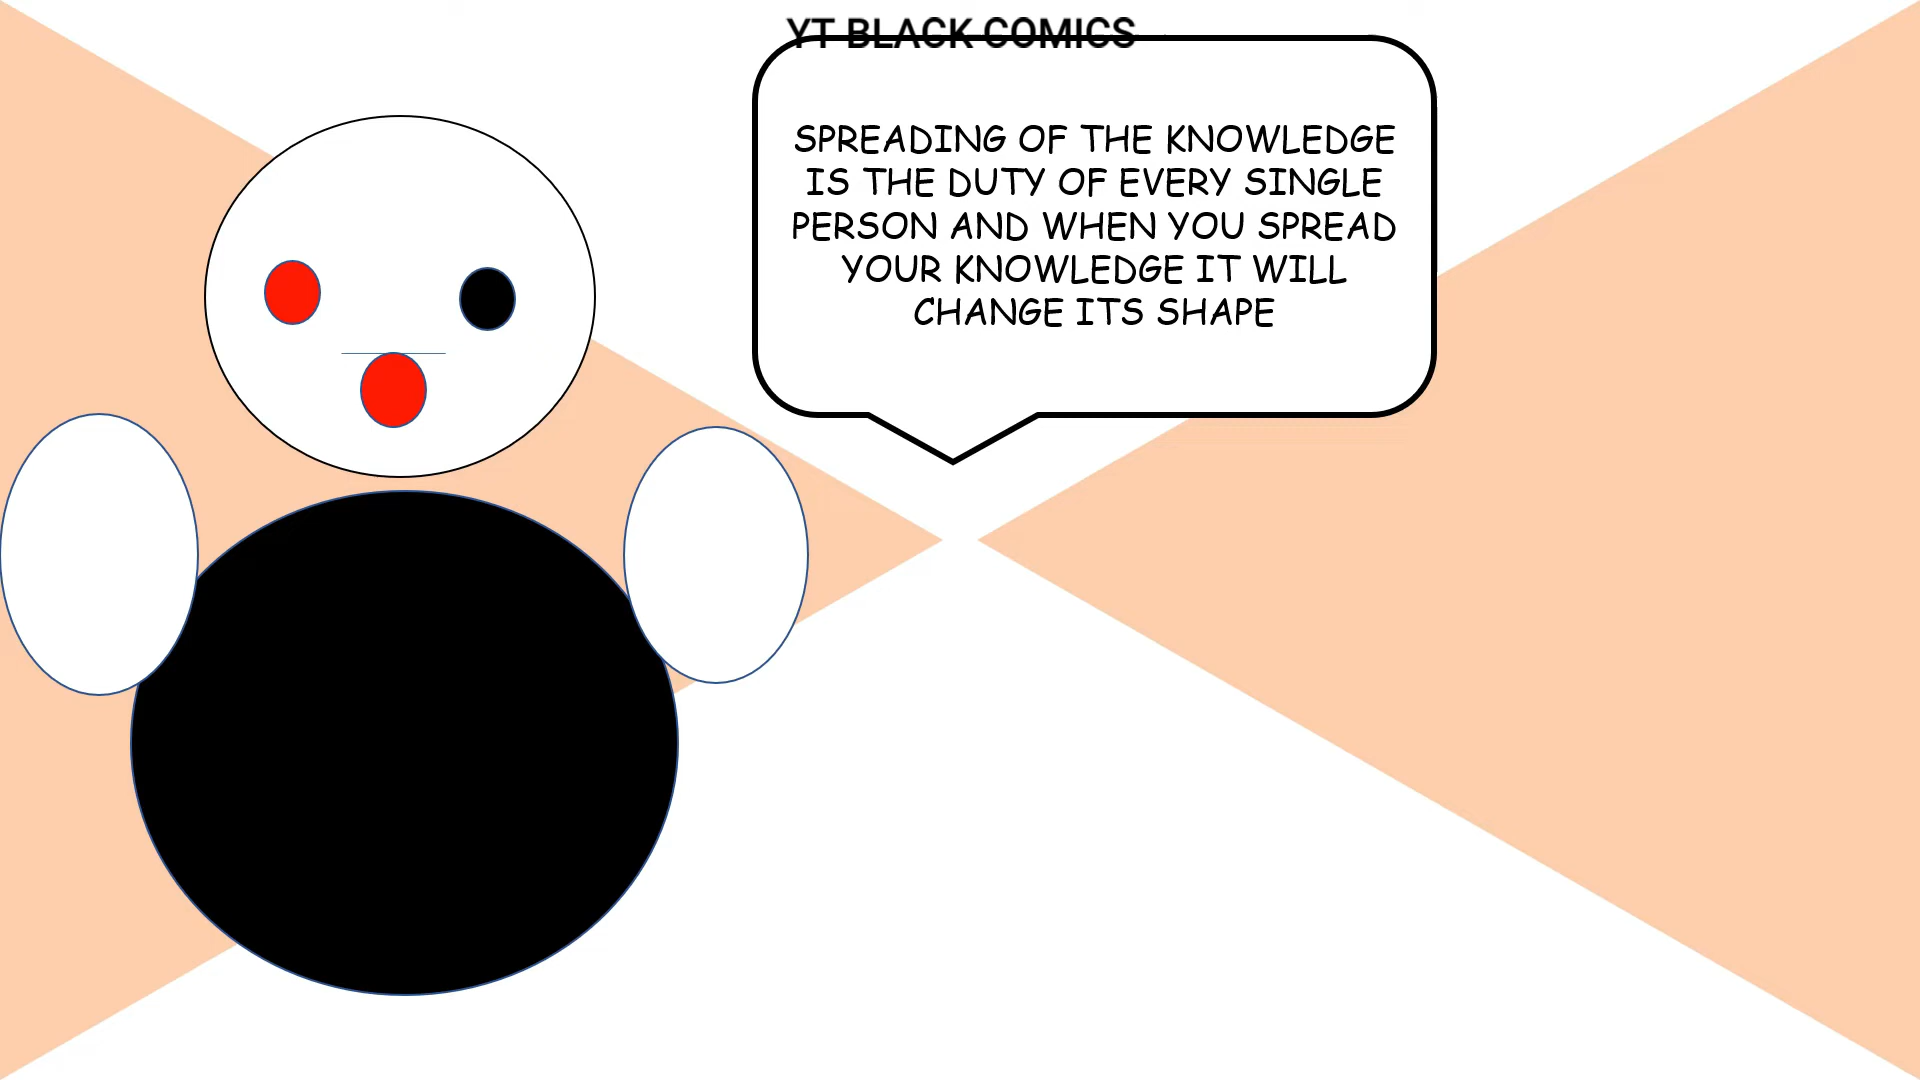 YT BLACK COMICS
SPREADING OF THE KNOWLEDGE
IS THE DUTY OF EVERY SINGLE
PERSON AND WHEN YOU SPREAD
YOUR KNOWLEDGE IT WILL
CHANGE ITS SHAPE